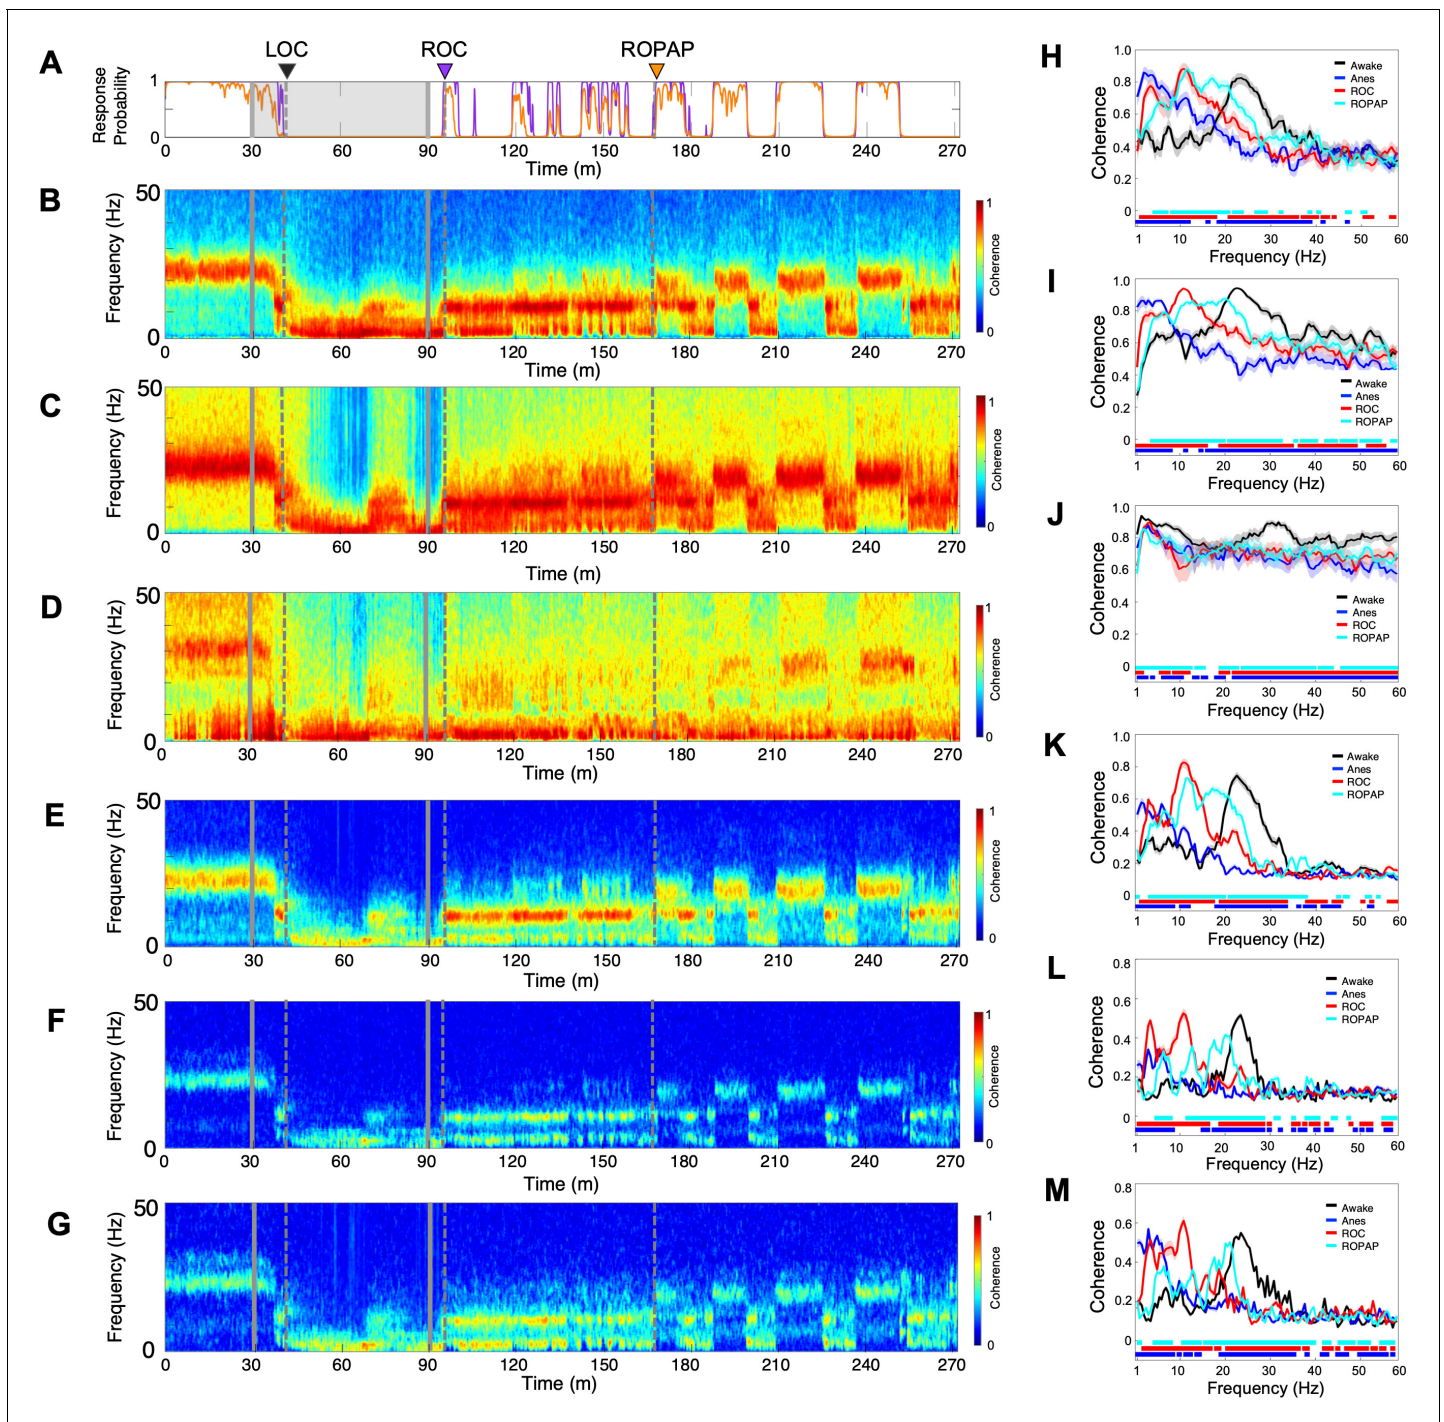 A
LOC
ROC
ROPAP
Response
Probability
1
0
0 30 60 90 120 150 180 210 240 270
Time (m)
B
Frequency (Hz)
50
0
0 30 60 90 120 150 180 210 240 270
Time (m)
1
Coherence
0
C
Frequency (Hz)
50
0
0 30 60 90 120 150 180 210 240 270
Time (m)
1
Coherence
0
D
Frequency (Hz)
50
0
0 30 60 90 120 150 180 210 240 270
Time (m)
1
Coherence
0
E
Frequency (Hz)
50
0
0 30 60 90 120 150 180 210 240 270
Time (m)
1
Coherence
0
F
Frequency (Hz)
50
0
0 30 60 90 120 150 180 210 240 270
Time (m)
1
Coherence
0
G
Frequency (Hz)
50
0
0 30 60 90 120 150 180 210 240 270
Time (m)
1
Coherence
0
H
Coherence
1.0
0.8
0.6
0.4
0.2
0
Awake
Anes
ROC
ROPAP
1 10 20 30 40 50 60
Frequency (Hz)
I
Coherence
1.0
0.8
0.6
0.4
0.2
0
Awake
Anes
ROC
ROPAP
1 10 20 30 40 50 60
Frequency (Hz)
J
Coherence
1.0
0.8
0.6
0.4
0.2
0
Awake
Anes
ROC
ROPAP
1 10 20 30 40 50 60
Frequency (Hz)
K
Coherence
1.0
0.8
0.6
0.4
0.2
0
Awake
Anes
ROC
ROPAP
1 10 20 30 40 50 60
Frequency (Hz)
L
Coherence
0.8
0.6
0.4
0.2
0
Awake
Anes
ROC
ROPAP
1 10 20 30 40 50 60
Frequency (Hz)
M
Coherence
0.8
0.6
0.4
0.2
0
Awake
Anes
ROC
ROPAP
1 10 20 30 40 50 60
Frequency (Hz)